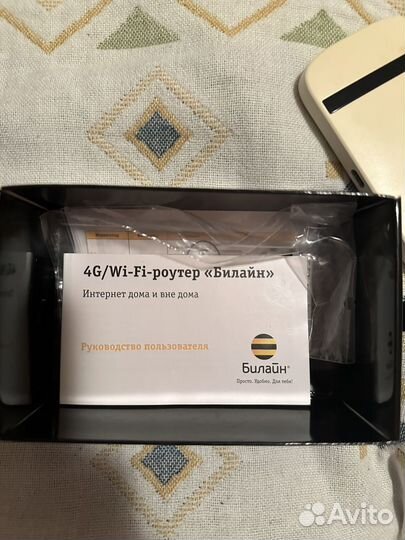 4G/Wi-Fi-роутер «Билайн»
Интернет дома и вне дома
Руководство пользователя
Билайн®
Просто. Удобно. Для тебя!
Avito